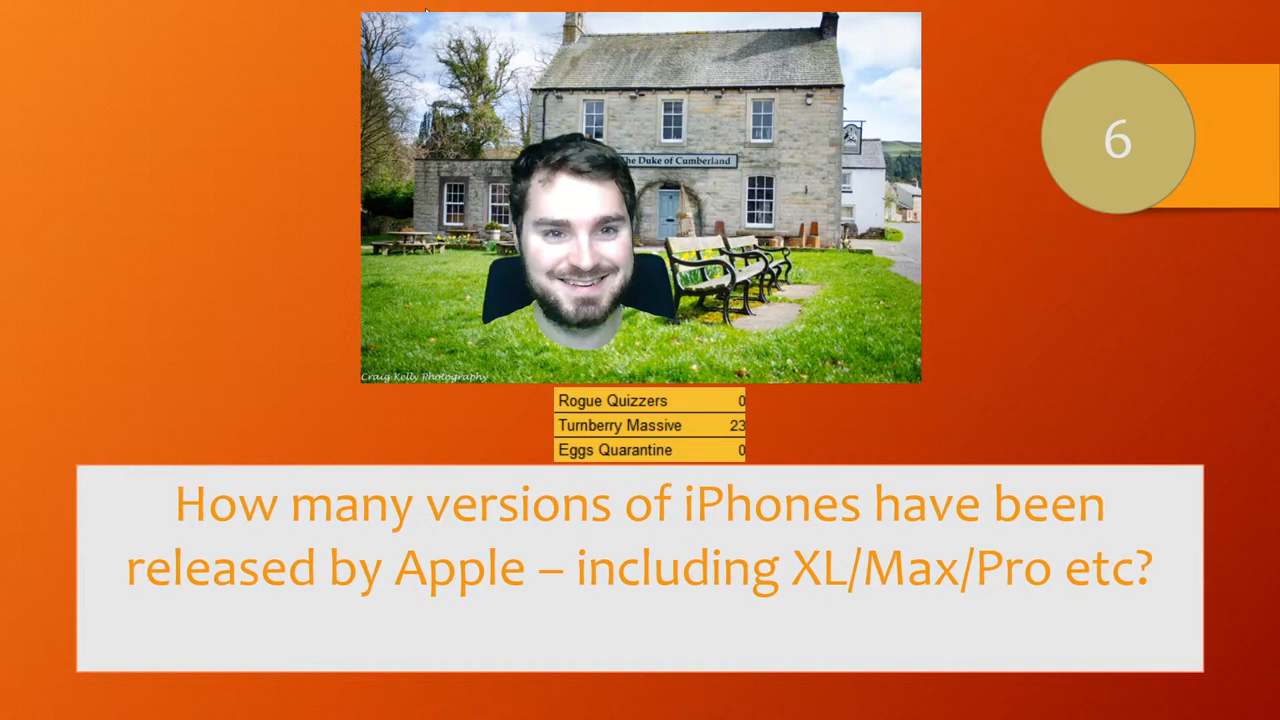 6
The Duke of Cumberland
Craig Kelly Photography
Rogue Quizzers 0
Turnberry Massive 23
Eggs Quarantine 0
How many versions of iPhones have been
released by Apple – including XL/Max/Pro etc?